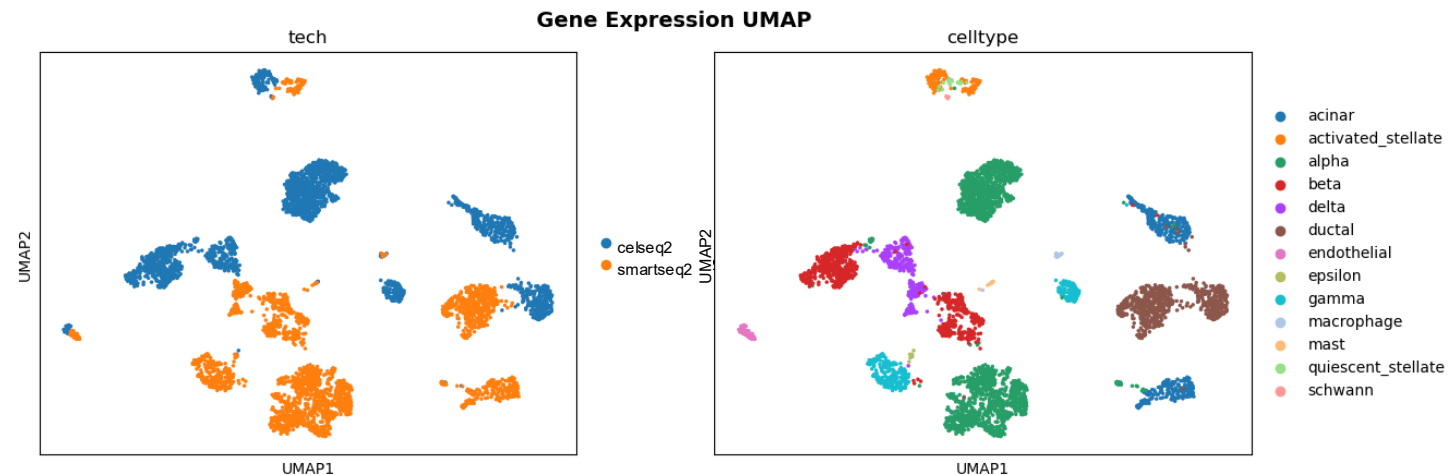 Gene Expression UMAP
tech
celltype
UMAP2
UMAP1
celseq2
smartseq2
UMAP2
UMAP1
acinar
activated_stellate
alpha
beta
delta
ductal
endothelial
epsilon
gamma
macrophage
mast
quiescent_stellate
schwann